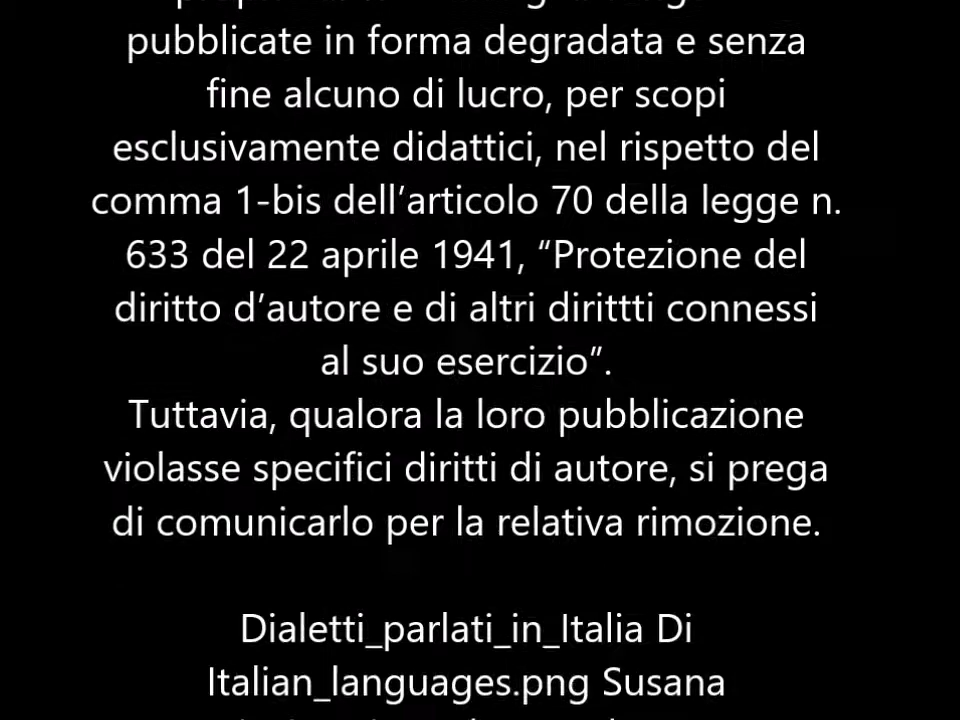 pubblicate in forma degradata e senza
fine alcuno di lucro, per scopi
esclusivamente didattici, nel rispetto del
comma 1-bis dell’articolo 70 della legge n.
633 del 22 aprile 1941, “Protezione del
diritto d’autore e di altri dirittti connessi
al suo esercizio”.
Tuttavia, qualora la loro pubblicazione
violasse specifici diritti di autore, si prega
di comunicarlo per la relativa rimozione.
Dialetti_parlati_in_Italia Di
Italian_languages.png Susana